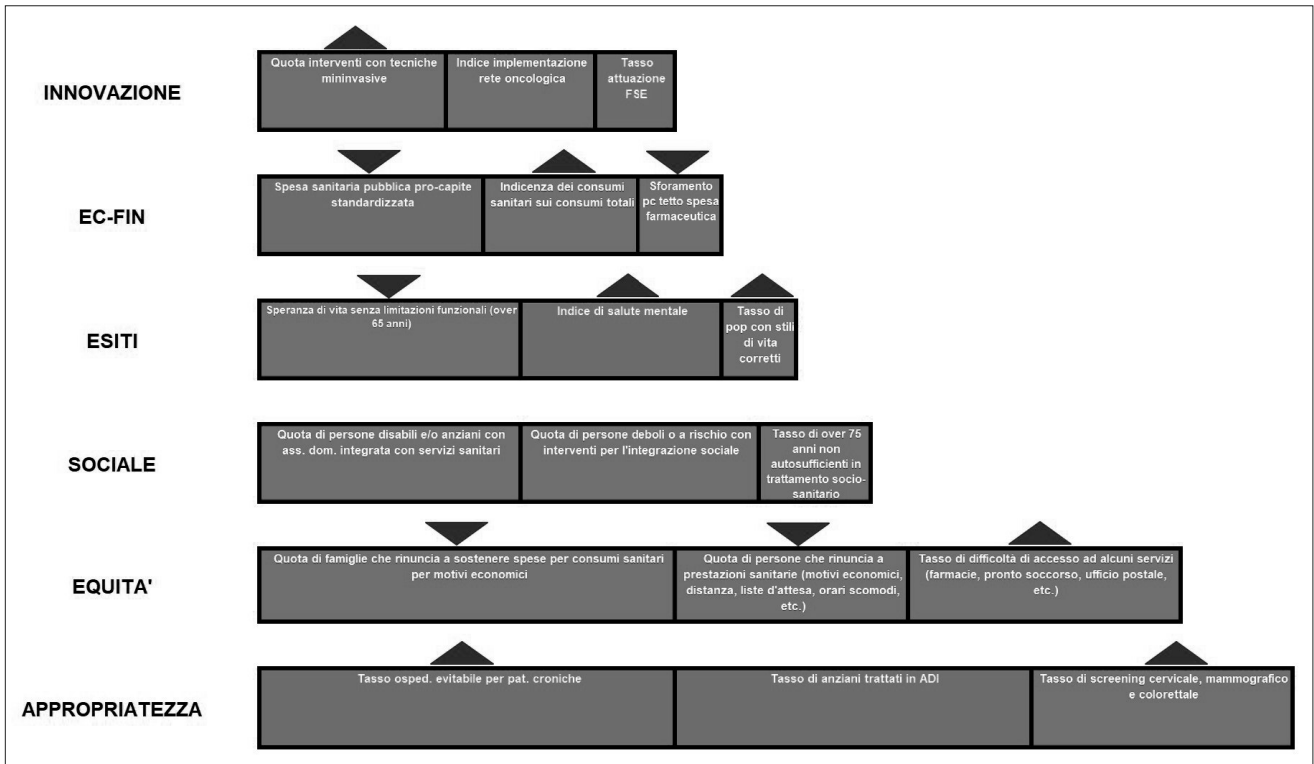 INNOVAZIONE
Quota interventi con tecniche
mininvasive
Indice implementazione
rete oncologica
Tasso
attuazione
FSE
EC-FIN
Spesa sanitaria pubblica pro-capite
standardizzata
Indicenza dei consumi
sanitari sui consumi totali
Sforamento
pc tetto spesa
farmaceutica
ESITI
Speranza di vita senza limitazioni funzionali (over
65 anni)
Indice di salute mentale
Tasso di
pop con stili
di vita
corretti
SOCIALE
Quota di persone disabili e/o anziani con
ass. dom. integrata con servizi sanitari
Quota di persone deboli o a rischio con
interventi per l'integrazione sociale
Tasso di over 75
anni non
autosufficienti in
trattamento socio-
sanitario
EQUITA'
Quota di famiglie che rinuncia a sostenere spese per consumi sanitari
per motivi economici
Quota di persone che rinuncia a
prestazioni sanitarie (motivi economici,
distanza, liste d'attesa, orari scomodi,
etc.)
Tasso di difficoltà di accesso ad alcuni servizi
(farmacie, pronto soccorso, ufficio postale,
etc.)
APPROPRIATEZZA
Tasso osped. evitabile per pat. croniche
Tasso di anziani trattati in ADI
Tasso di screening cervicale, mammografico
e colorettale